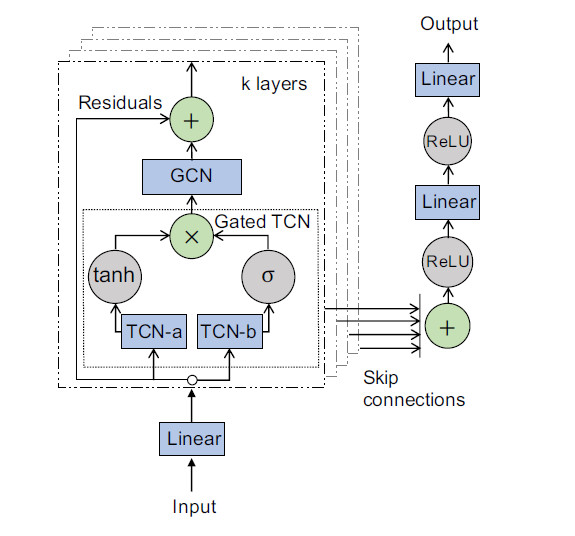 Output
Linear
ReLU
Linear
ReLU
+
Skip
connections
k layers
Residuals
+
GCN
Gated TCN
×
tanh
σ
TCN-a
TCN-b
Linear
Input